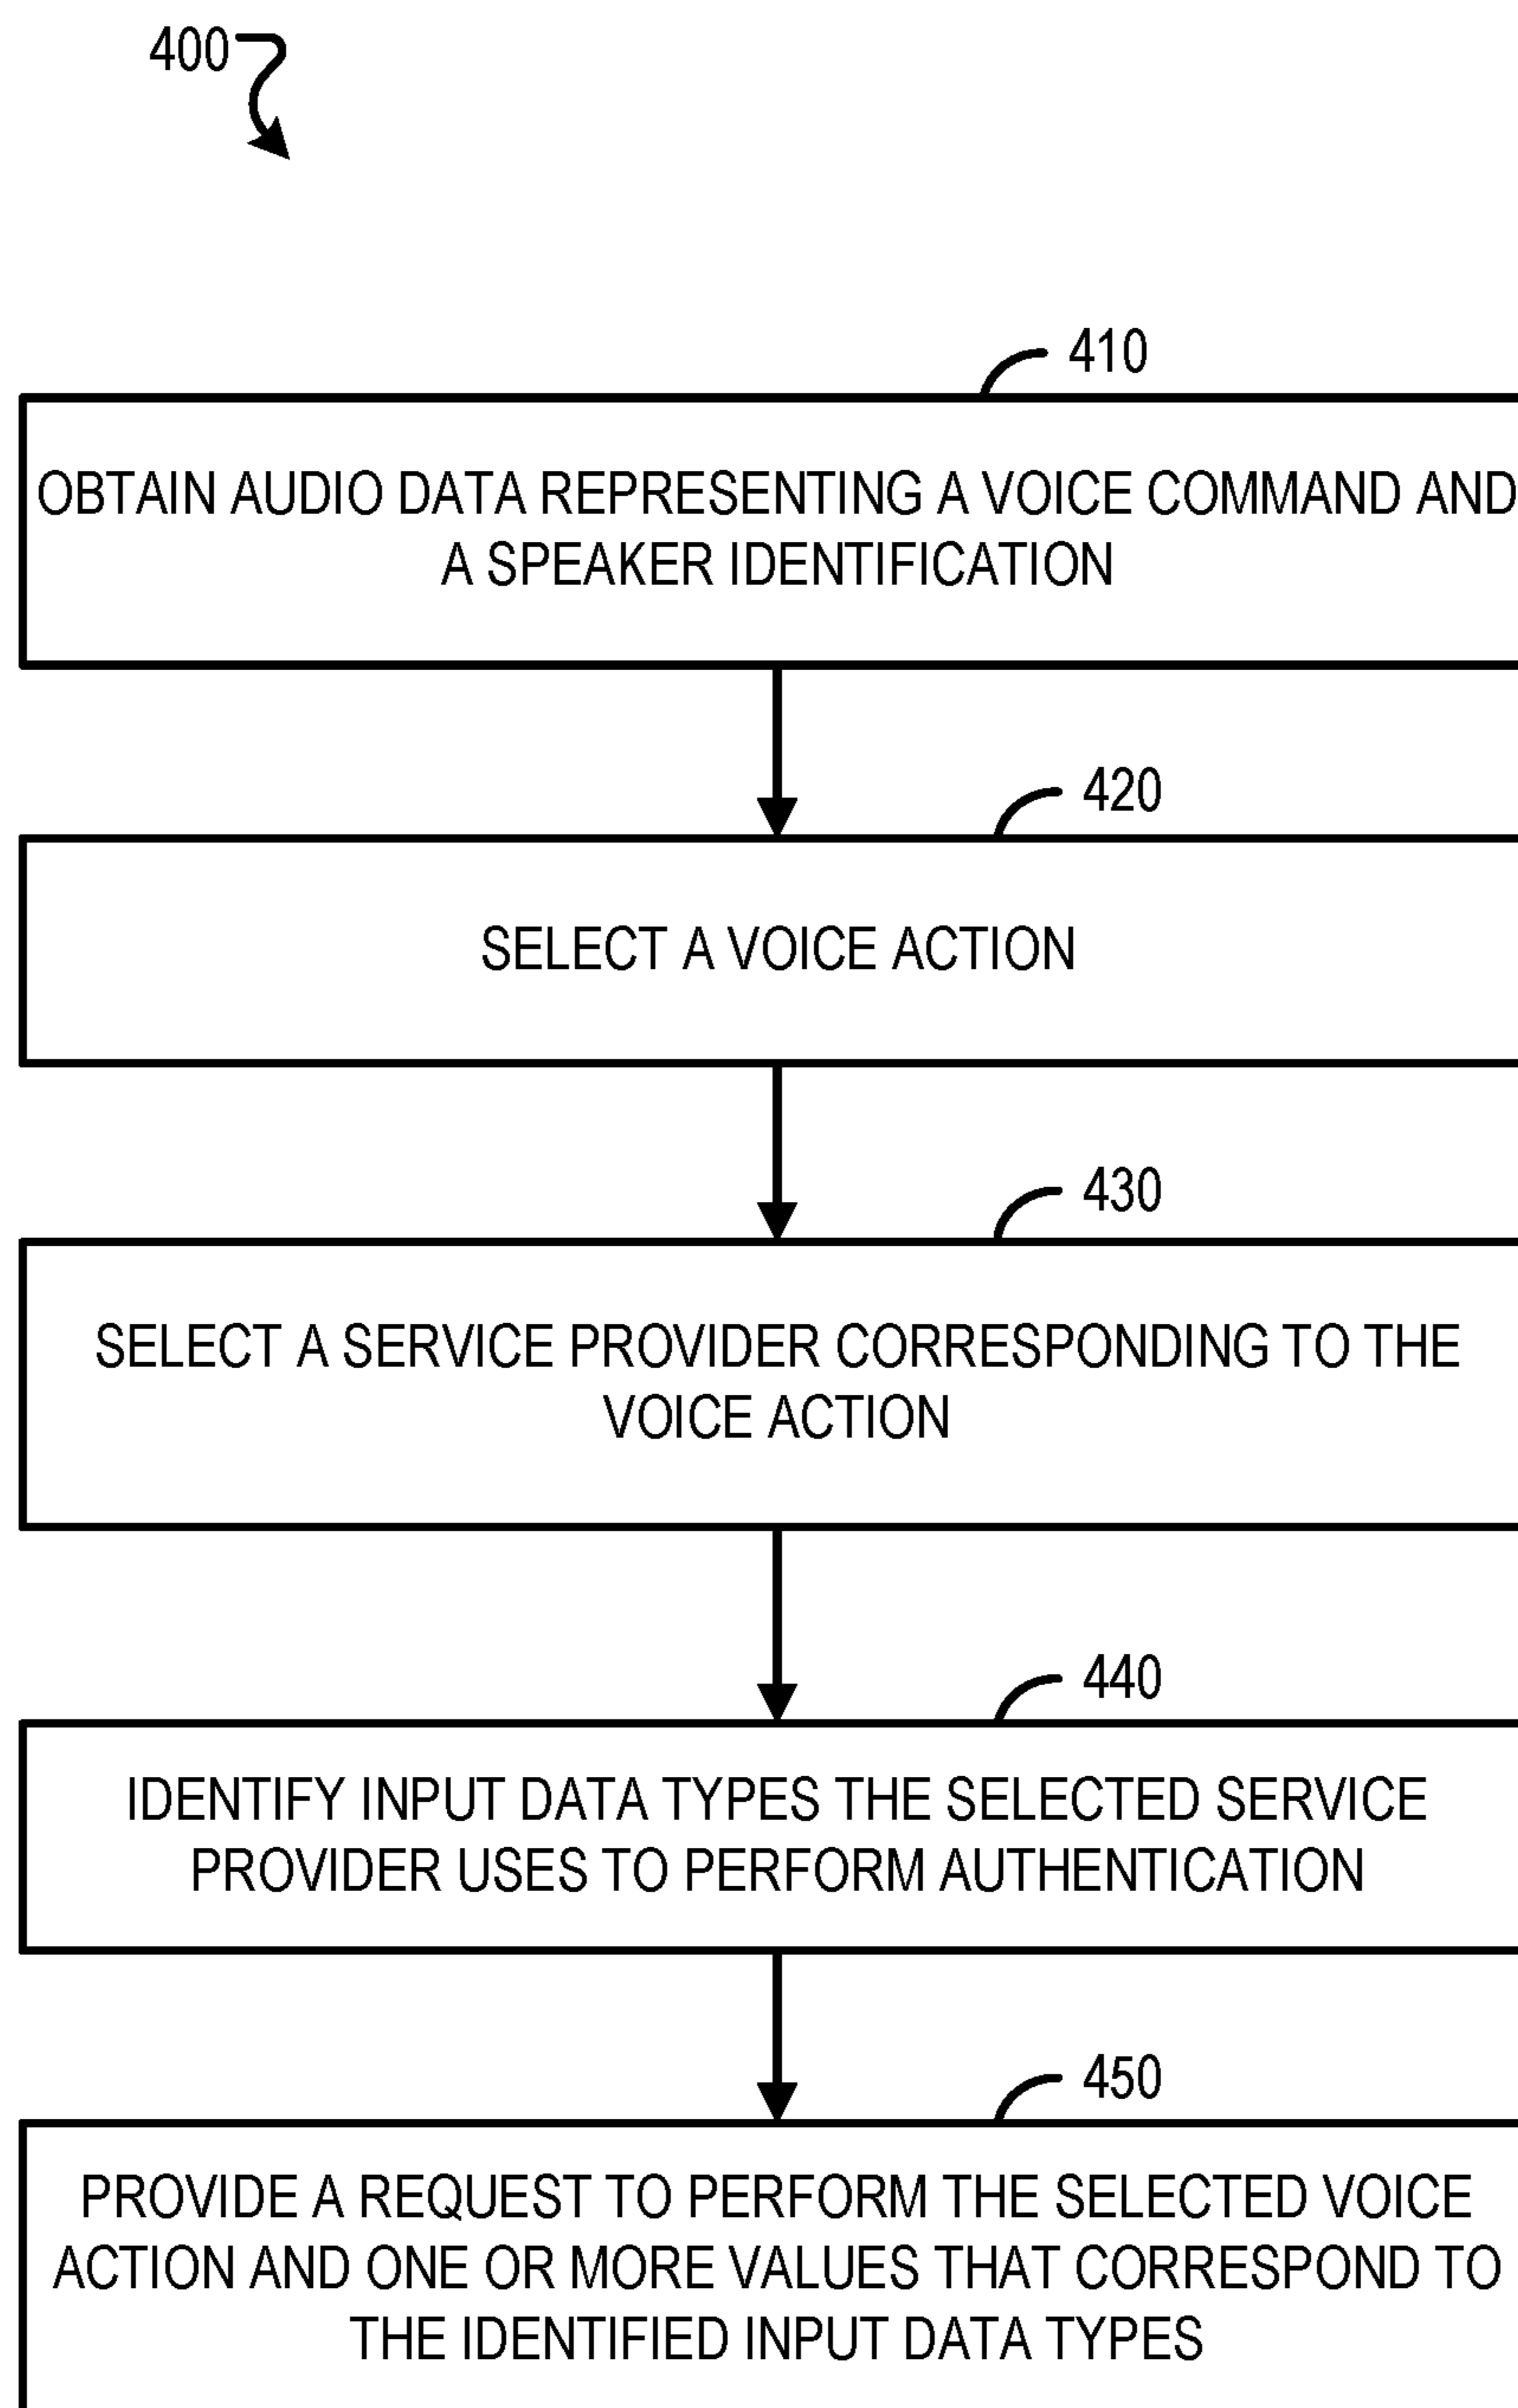 400
410
OBTAIN AUDIO DATA REPRESENTING A VOICE COMMAND AND
A SPEAKER IDENTIFICATION
420
SELECT A VOICE ACTION
430
SELECT A SERVICE PROVIDER CORRESPONDING TO THE
VOICE ACTION
440
IDENTIFY INPUT DATA TYPES THE SELECTED SERVICE
PROVIDER USES TO PERFORM AUTHENTICATION
450
PROVIDE A REQUEST TO PERFORM THE SELECTED VOICE
ACTION AND ONE OR MORE VALUES THAT CORRESPOND TO
THE IDENTIFIED INPUT DATA TYPES